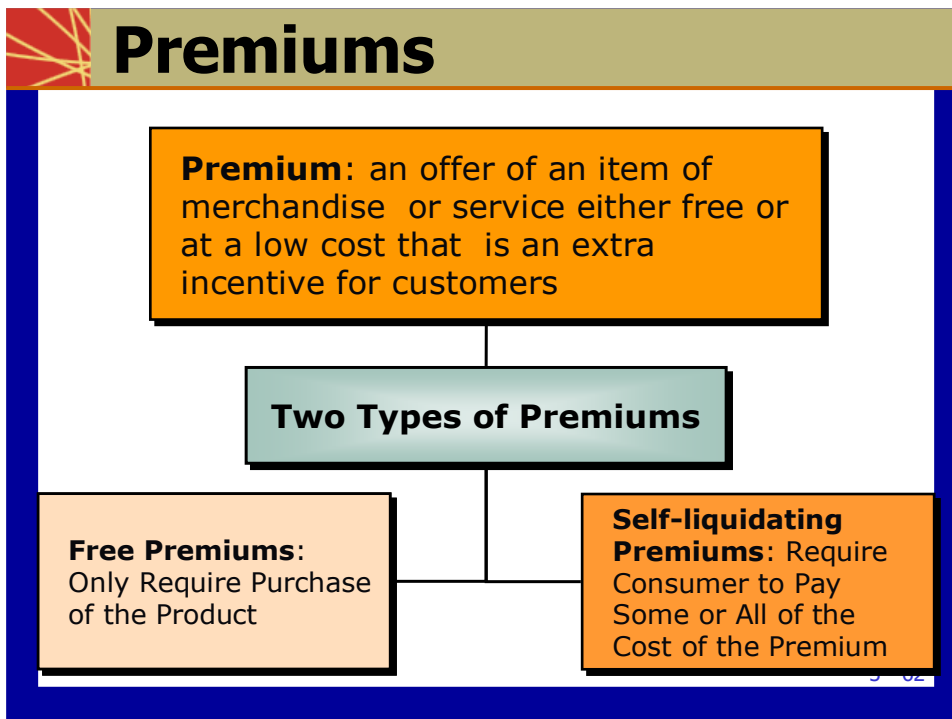 Premiums
Premium: an offer of an item of
merchandise or service either free or
at a low cost that is an extra
incentive for customers
Two Types of Premiums
Free Premiums:
Only Require Purchase
of the Product
Self-liquidating
Premiums: Require
Consumer to Pay
Some or All of the
Cost of the Premium